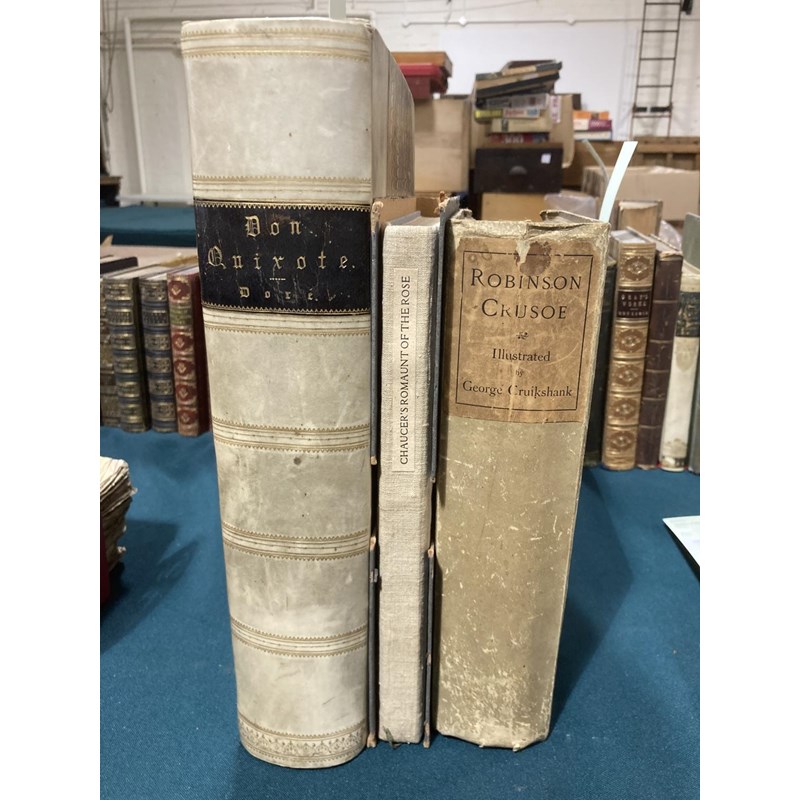 Don
Quixote.
Doré.
CHAUCER'S ROMAUNT OF THE ROSE
ROBINSON
CRUSOE
Illustrated
by
George Cruikshank